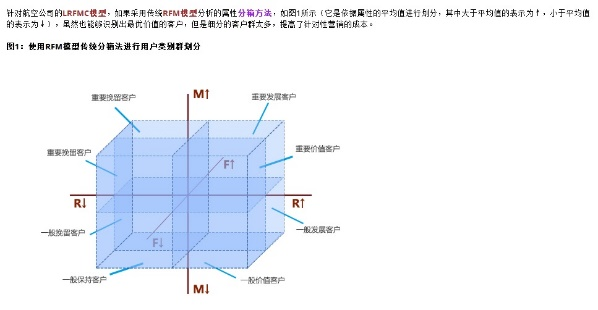 针对航空公司的LRFMC模型，如果采用传统RFM模型分析的属性分箱方法，如图1所示（它是依据属性的平均值进行划分，其中大于平均值的表示为↑，小于平均值
的表示为↓），虽然也能够识别出最优价值的客户，但是细分的客户群太多，提高了针对性营销的成本。
图1：使用RFM模型传统分箱法进行用户类别群划分
M↑
重要挽留客户
重要发展客户
重要挽留客户
重要价值客户
F↑
R↓
R↑
一般挽留客户
一般发展客户
F↓
一般保持客户
一般价值客户
M↓